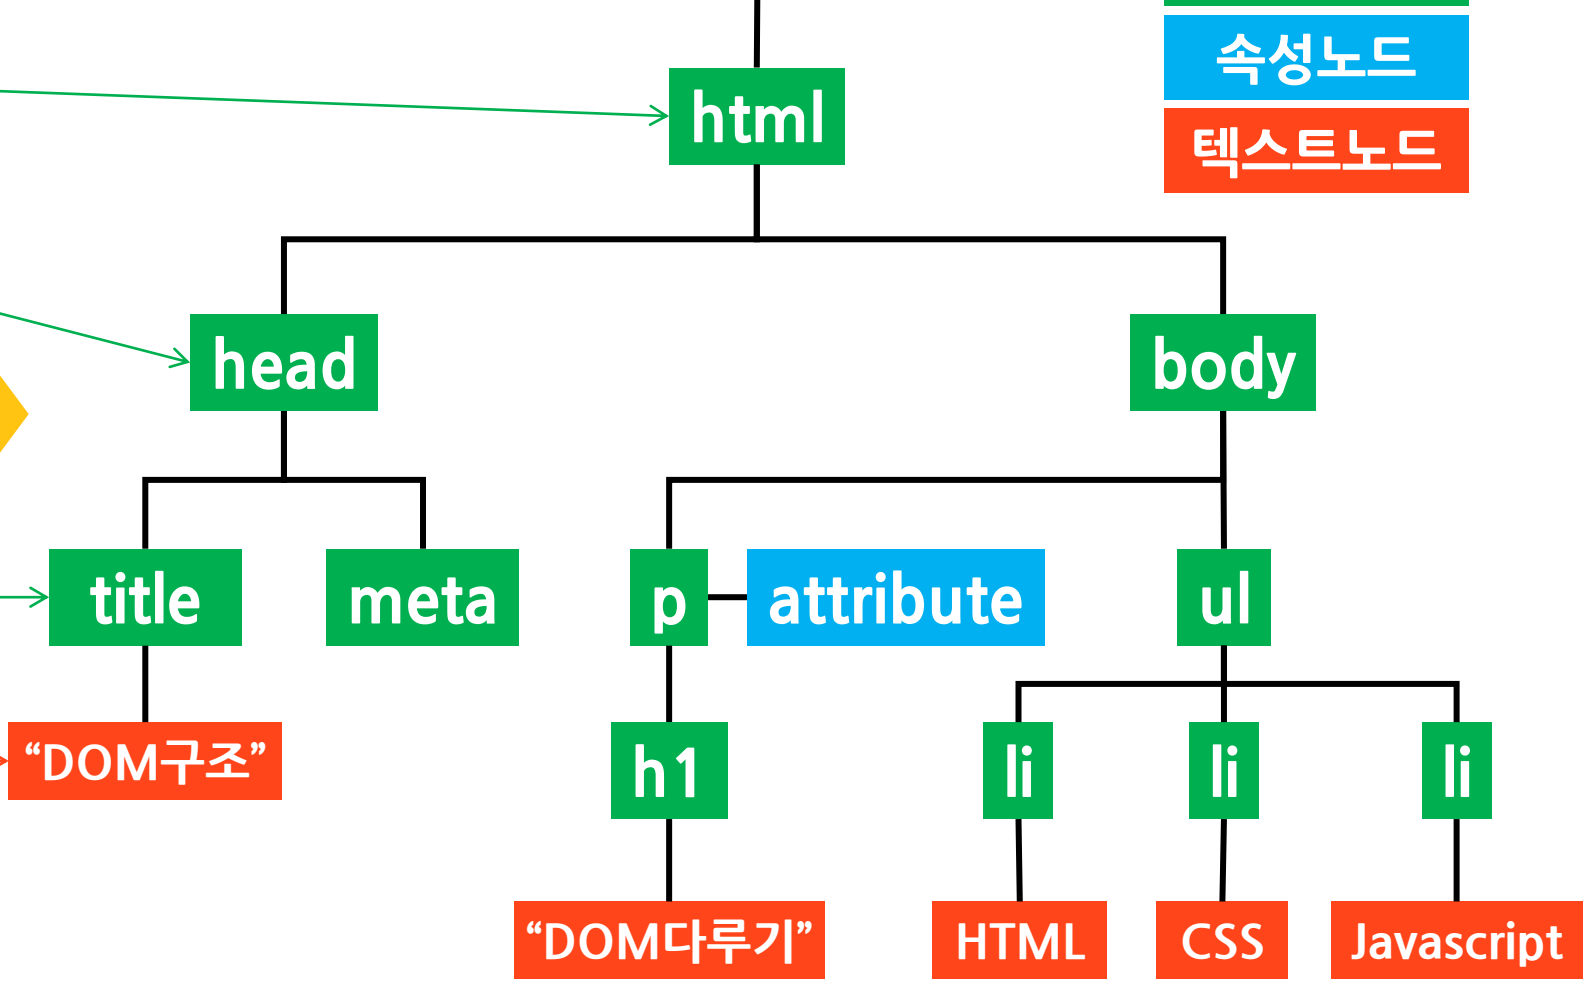 속성노드
텍스트노드
html
head
body
title
meta
p
attribute
ul
“DOM구조”
h1
li
li
li
“DOM다루기”
HTML
CSS
Javascript